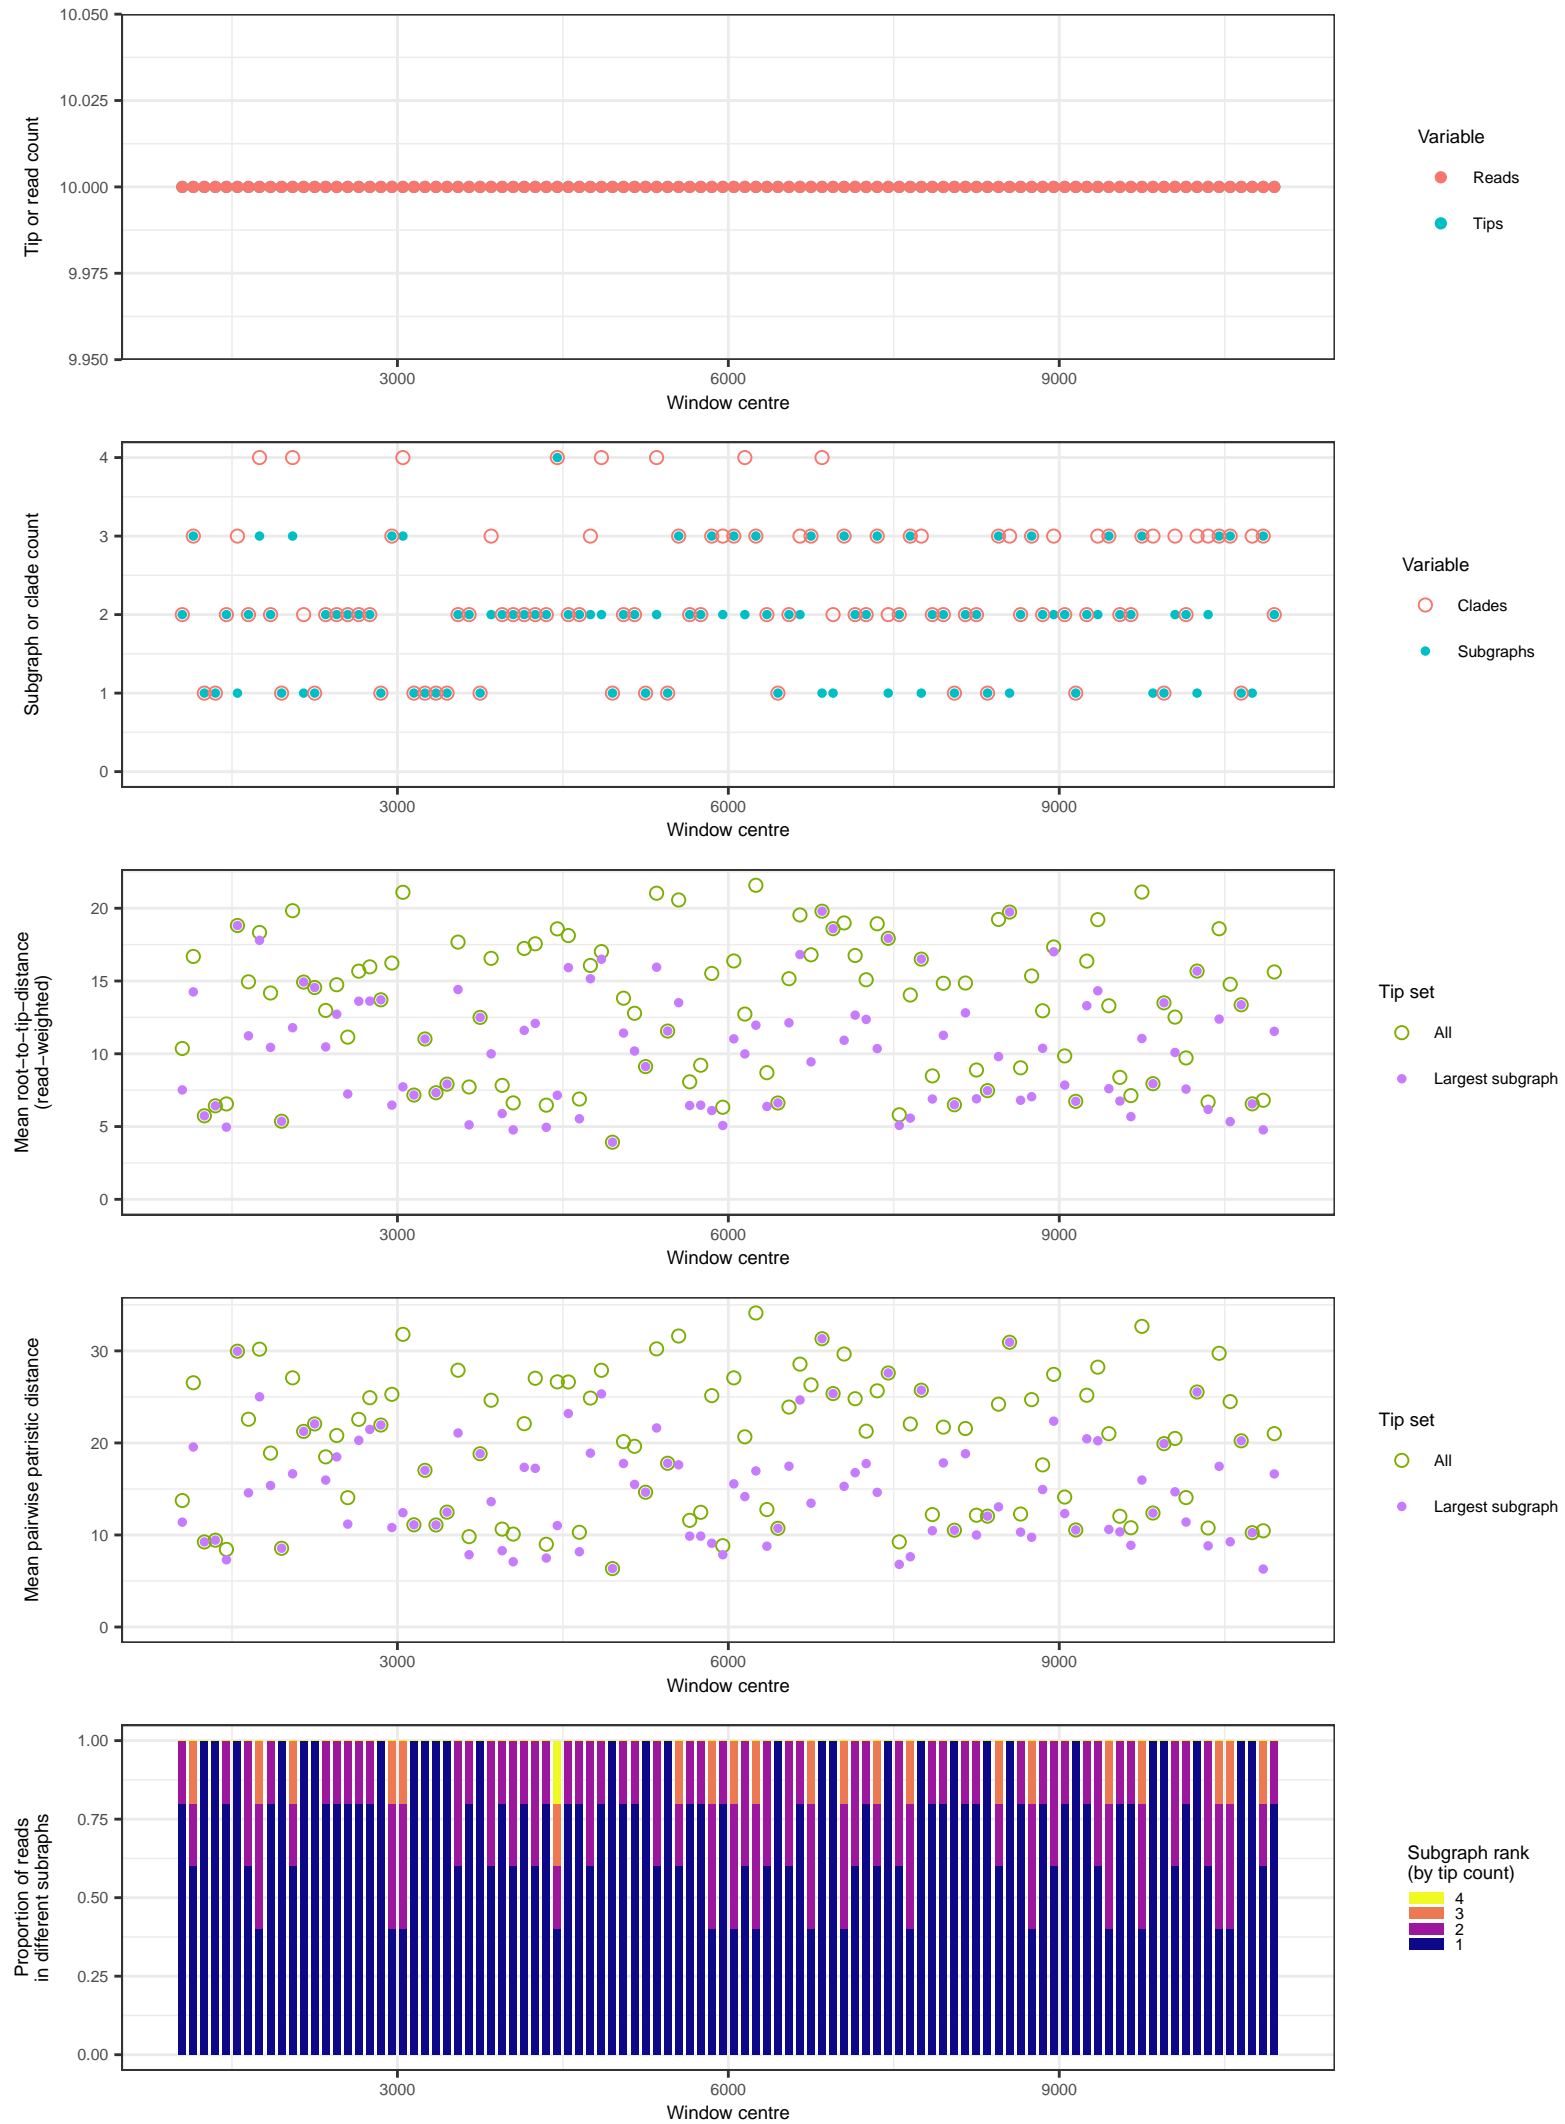 10.050
10.025
10.000
9.975
9.950
Tip or read count
3000 6000 9000
Window centre
Variable
Reads
Tips
4
3
2
1
0
Subgraph or clade count
3000 6000 9000
Window centre
Variable
Clades
Subgraphs
20
15
10
5
0
Mean root−to−tip−distance
(read−weighted)
3000 6000 9000
Window centre
Tip set
All
Largest subgraph
30
20
10
0
Mean pairwise patristic distance
3000 6000 9000
Window centre
Tip set
All
Largest subgraph
1.00
0.75
0.50
0.25
0.00
Proportion of reads
in different subraphs
3000 6000 9000
Window centre
Subgraph rank
(by tip count)
4
3
2
1